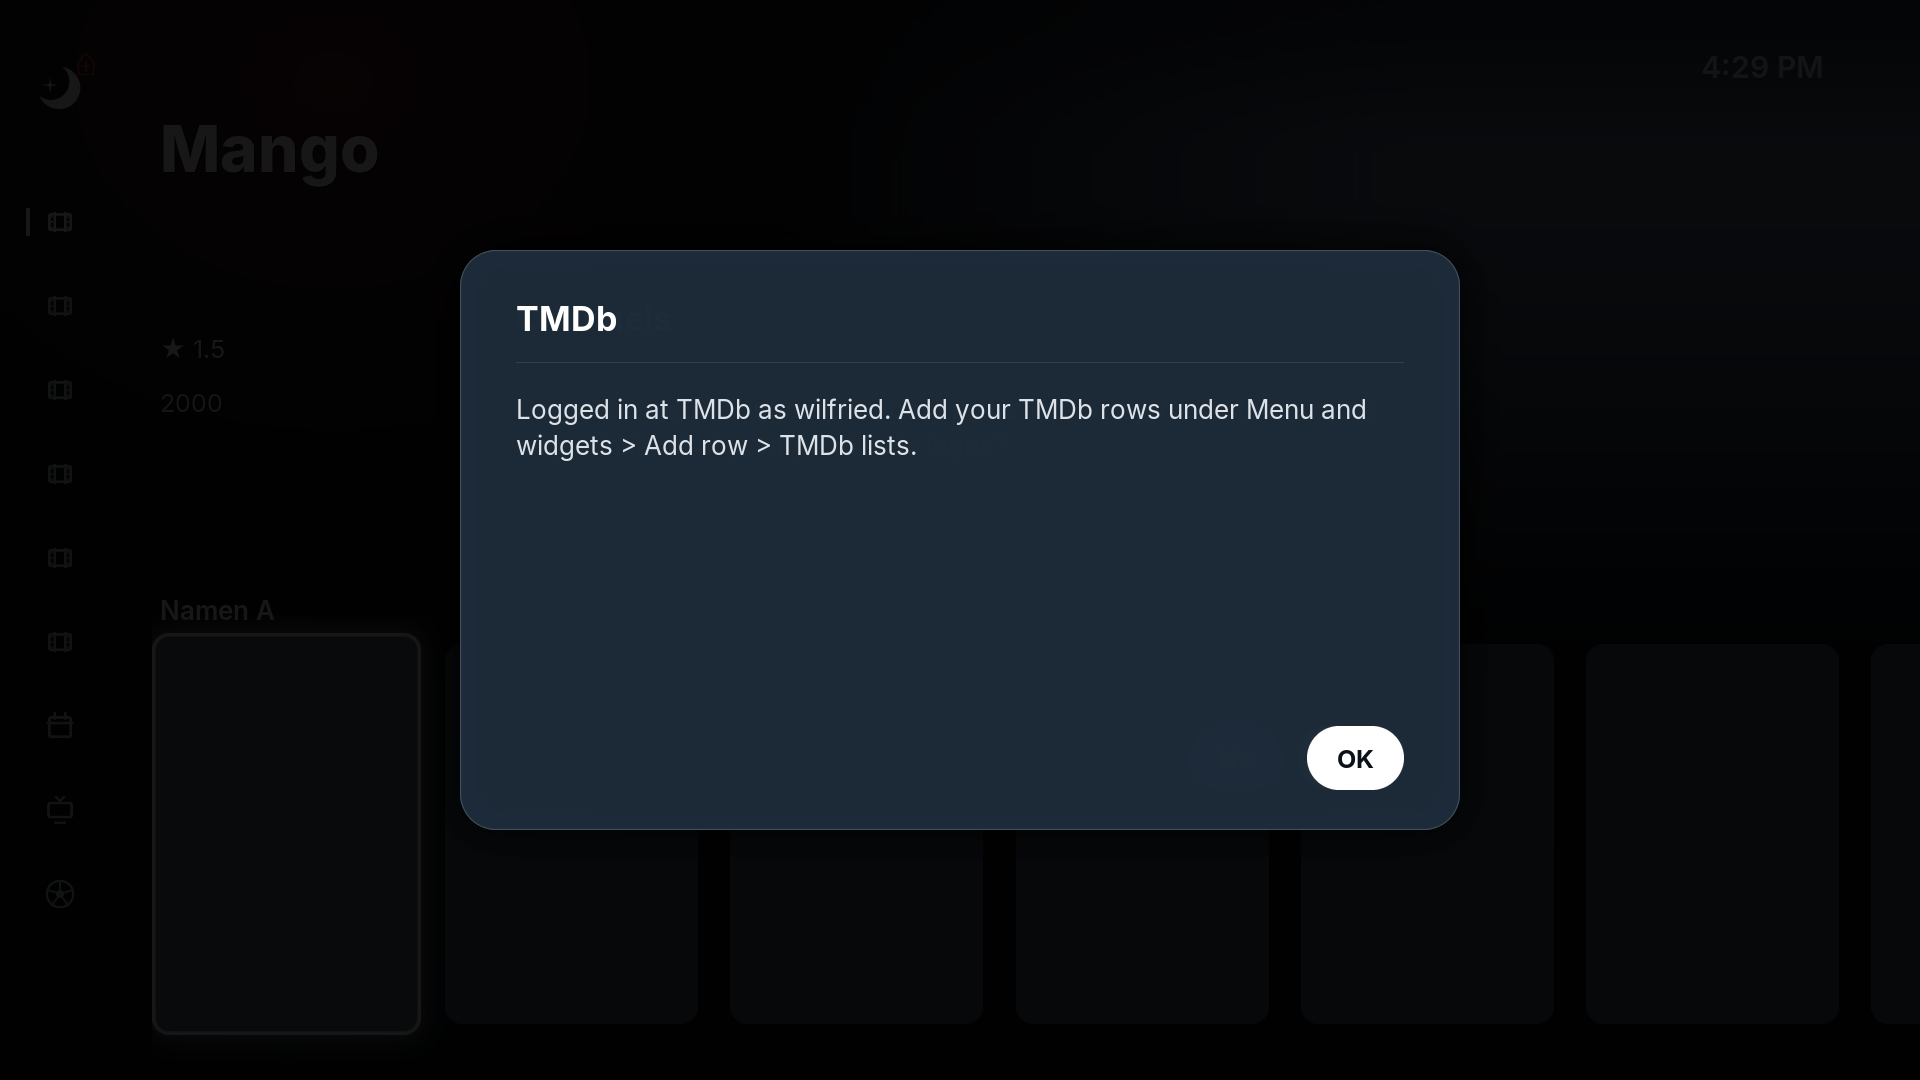 4:29 PM
Mango
★ 1.5
2000
Namen A
TMDb
Logged in at TMDb as wilfried. Add your TMDb rows under Menu and
widgets > Add row > TMDb lists.
OK